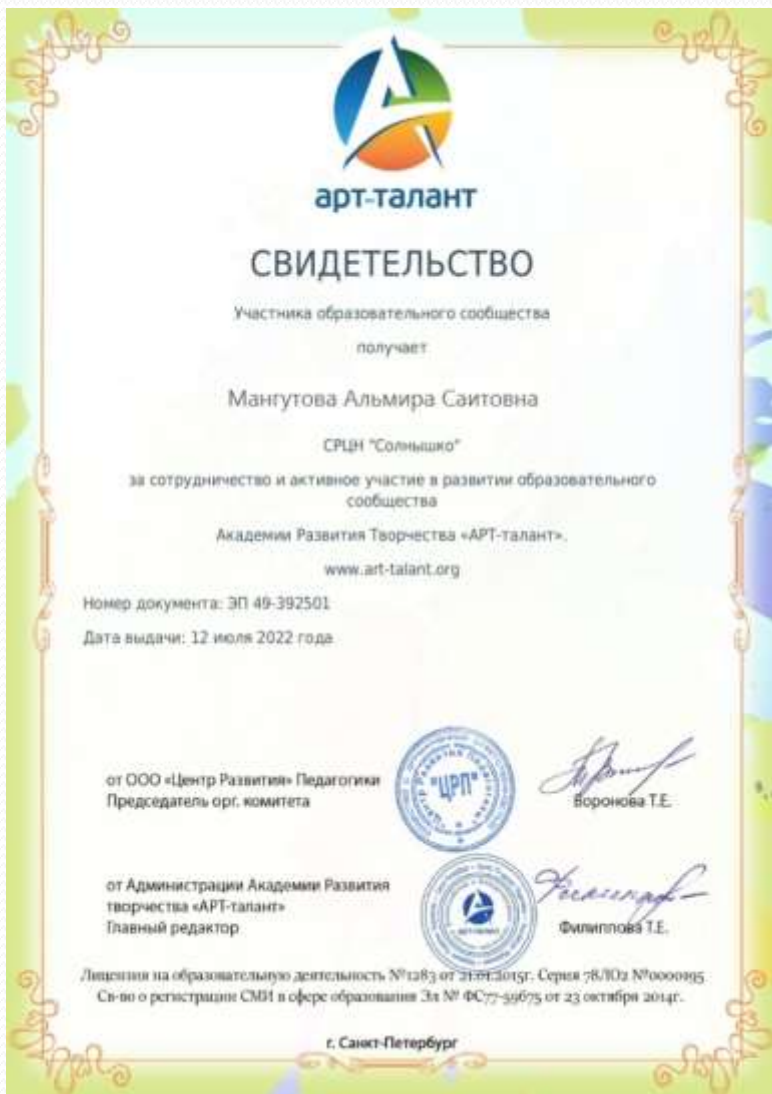 арт-талант
СВИДЕТЕЛЬСТВО
Участника образовательного сообщества
получает
Мангутова Альмира Саитовна
СРЦН "Солнышко"
за сотрудничество и активное участие в развитии образовательного
сообщества
Академии Развития Творчества «АРТ-талант».
www.art-talant.org
Номер документа: ЭП 49-392501
Дата выдачи: 12 июля 2022 года
от ООО «Центр Развития» Педагогики
Председатель орг. комитета
"ЦРП"
Воронова Т.Е.
от Администрации Академии Развития
творчества «АРТ-талант»
Главный редактор
АРТ-ТАЛАНТ
Филиппова Т.Е.
Лицензия на образовательную деятельность №1283 от 21.01.2015г. Серия 78ЛО2 №0000195
Св-во о регистрации СМИ в сфере образования Эл № ФС77-59675 от 23 октября 2014г.
г. Санкт-Петербург